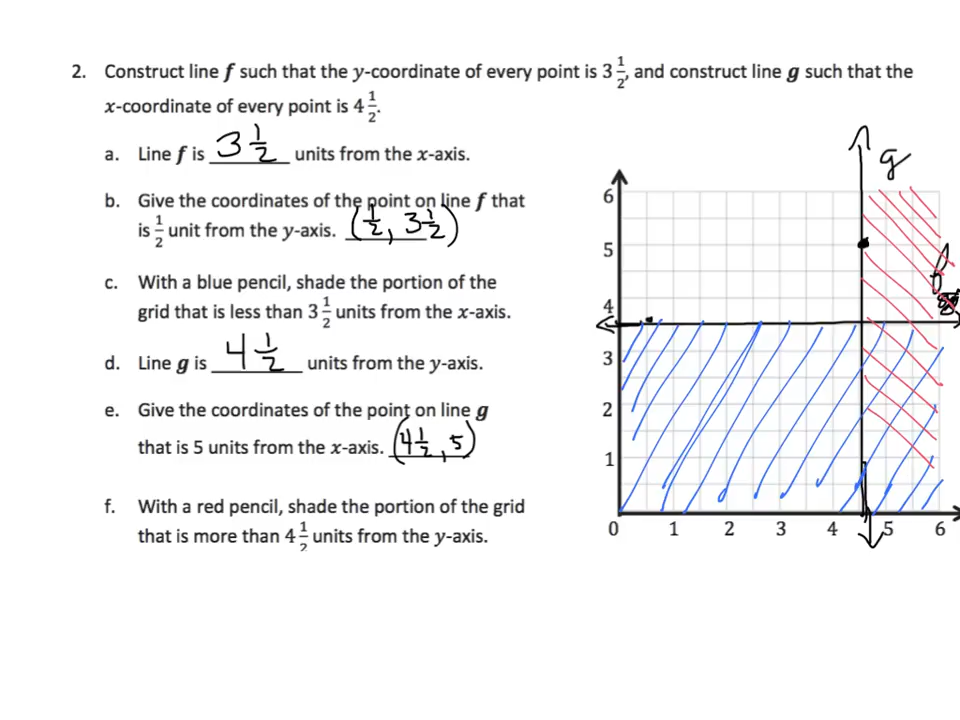 2. Construct line f such that the y-coordinate of every point is 3 1/2, and construct line g such that the
x-coordinate of every point is 4 1/2.
a. Line f is 3 1/2 units from the x-axis.
b. Give the coordinates of the point on line f that
is 1/2 unit from the y-axis. (1/2, 3 1/2)
c. With a blue pencil, shade the portion of the
grid that is less than 3 1/2 units from the x-axis.
d. Line g is 4 1/2 units from the y-axis.
e. Give the coordinates of the point on line g
that is 5 units from the x-axis. (4 1/2, 5)
f. With a red pencil, shade the portion of the grid
that is more than 4 1/2 units from the y-axis.
g
6
5
f
4
3
2
1
0 1 2 3 4 5 6